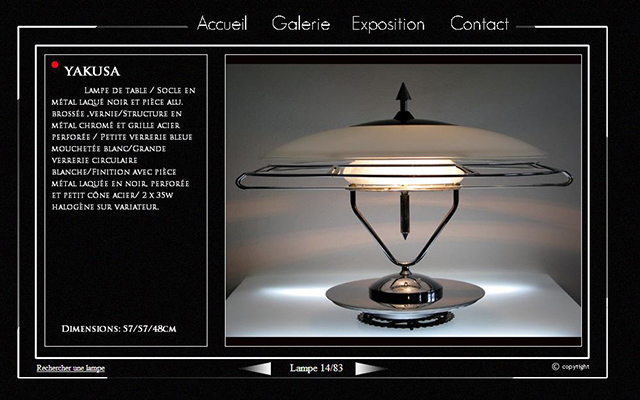 Accueil Galerie Exposition Contact
YAKUSA
Lampe de table / Socle en
métal laqué noir et pièce alu.
brossée ,vernie/Structure en
métal chromé et grille acier
perforée / Petite verrerie bleue
mouchetée blanc/Grande
verrerie circulaire
blanche/Finition avec pièce
métal laquée en noir, perforée
et petit cône acier/ 2 x 35W
halogène sur variateur.
Dimensions: 57/57/48cm
Rechercher une lampe
Lampe 14/83
© copyright